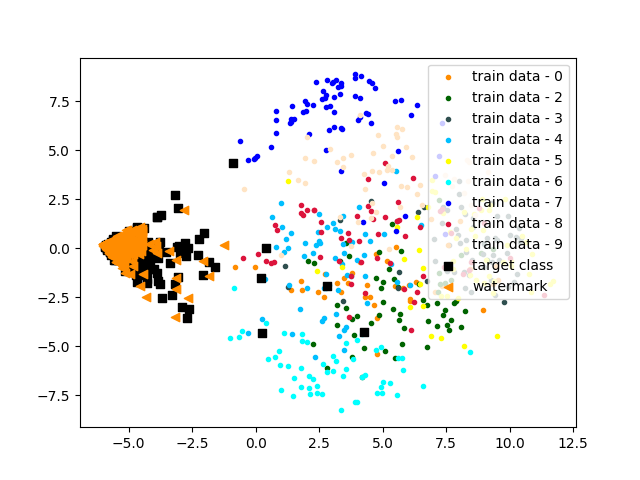 7.5
5.0
2.5
0.0
−2.5
−5.0
−7.5
−5.0 −2.5 0.0 2.5 5.0 7.5 10.0 12.5
train data - 0
train data - 2
train data - 3
train data - 4
train data - 5
train data - 6
train data - 7
train data - 8
train data - 9
target class
watermark